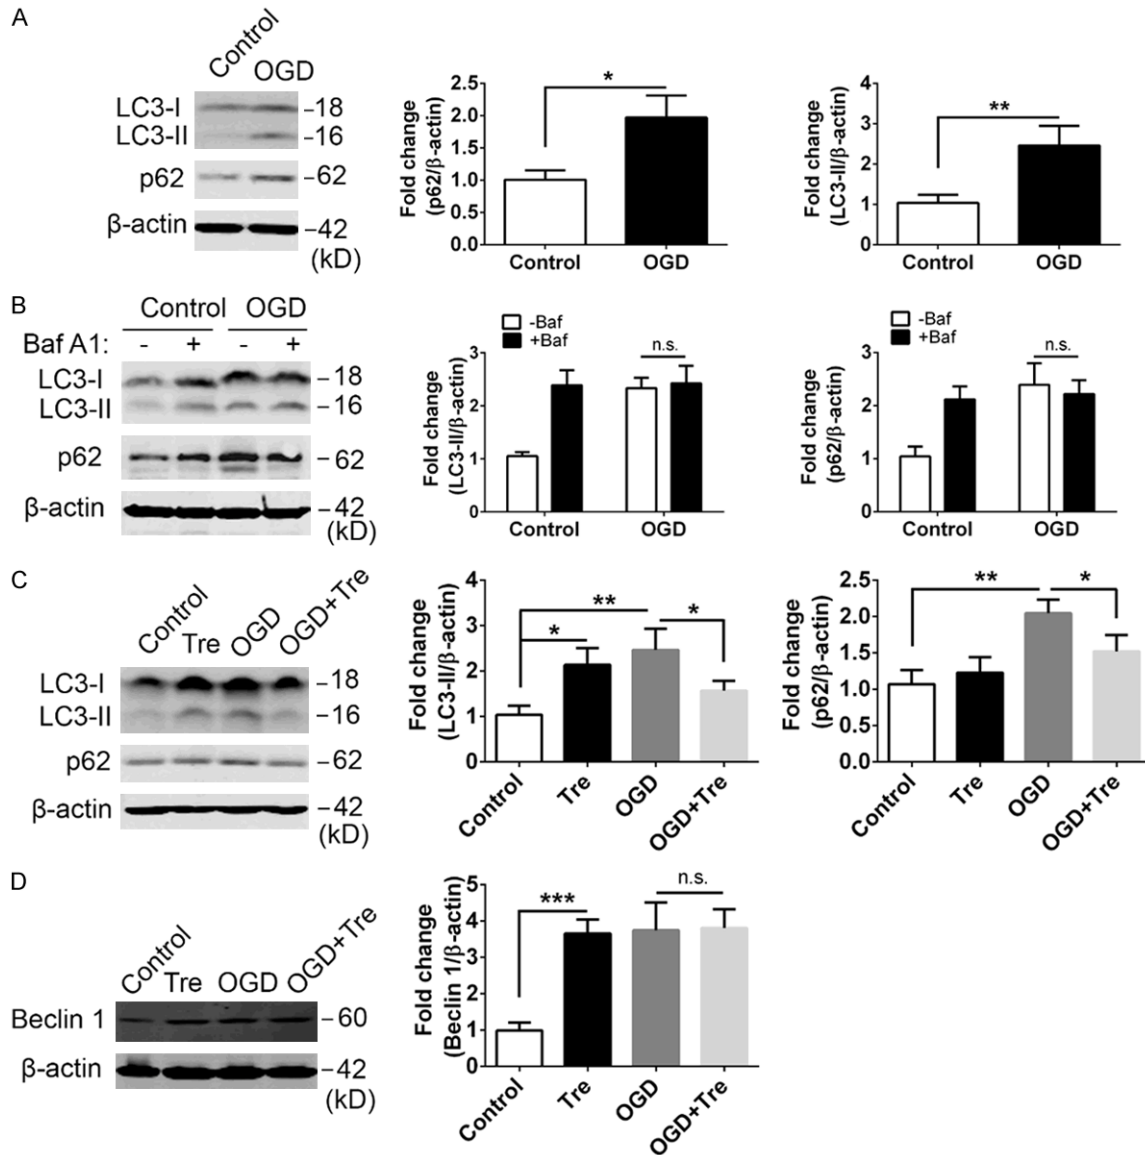 A
Control
OGD
LC3-I
-18
LC3-II
-16
p62
-62
β-actin
-42
(kD)
Fold change
(p62/β-actin)
2.5
2.0
1.5
1.0
0.5
0.0
*
Control OGD
Fold change
(LC3-II/β-actin)
4
3
2
1
0
**
Control OGD
B
Control OGD
Baf A1: - + - +
LC3-I
-18
LC3-II
-16
p62
-62
β-actin
-42
(kD)
-Baf
+Baf
Fold change
(LC3-II/β-actin)
3
2
1
0
n.s.
Control OGD
-Baf
+Baf
Fold change
(p62/β-actin)
3
2
1
0
n.s.
Control OGD
C
Control
Tre
OGD
OGD+Tre
LC3-I
-18
LC3-II
-16
p62
-62
β-actin
-42
(kD)
Fold change
(LC3-II/β-actin)
4
3
2
1
0
**
*
*
Control
Tre
OGD
OGD+Tre
Fold change
(p62/β-actin)
2.5
2.0
1.5
1.0
0.5
0.0
**
*
Control
Tre
OGD
OGD+Tre
D
Control
Tre
OGD
OGD+Tre
Beclin 1
-60
β-actin
-42
(kD)
Fold change
(Beclin 1/β-actin)
5
4
3
2
1
0
***
n.s.
Control
Tre
OGD
OGD+Tre